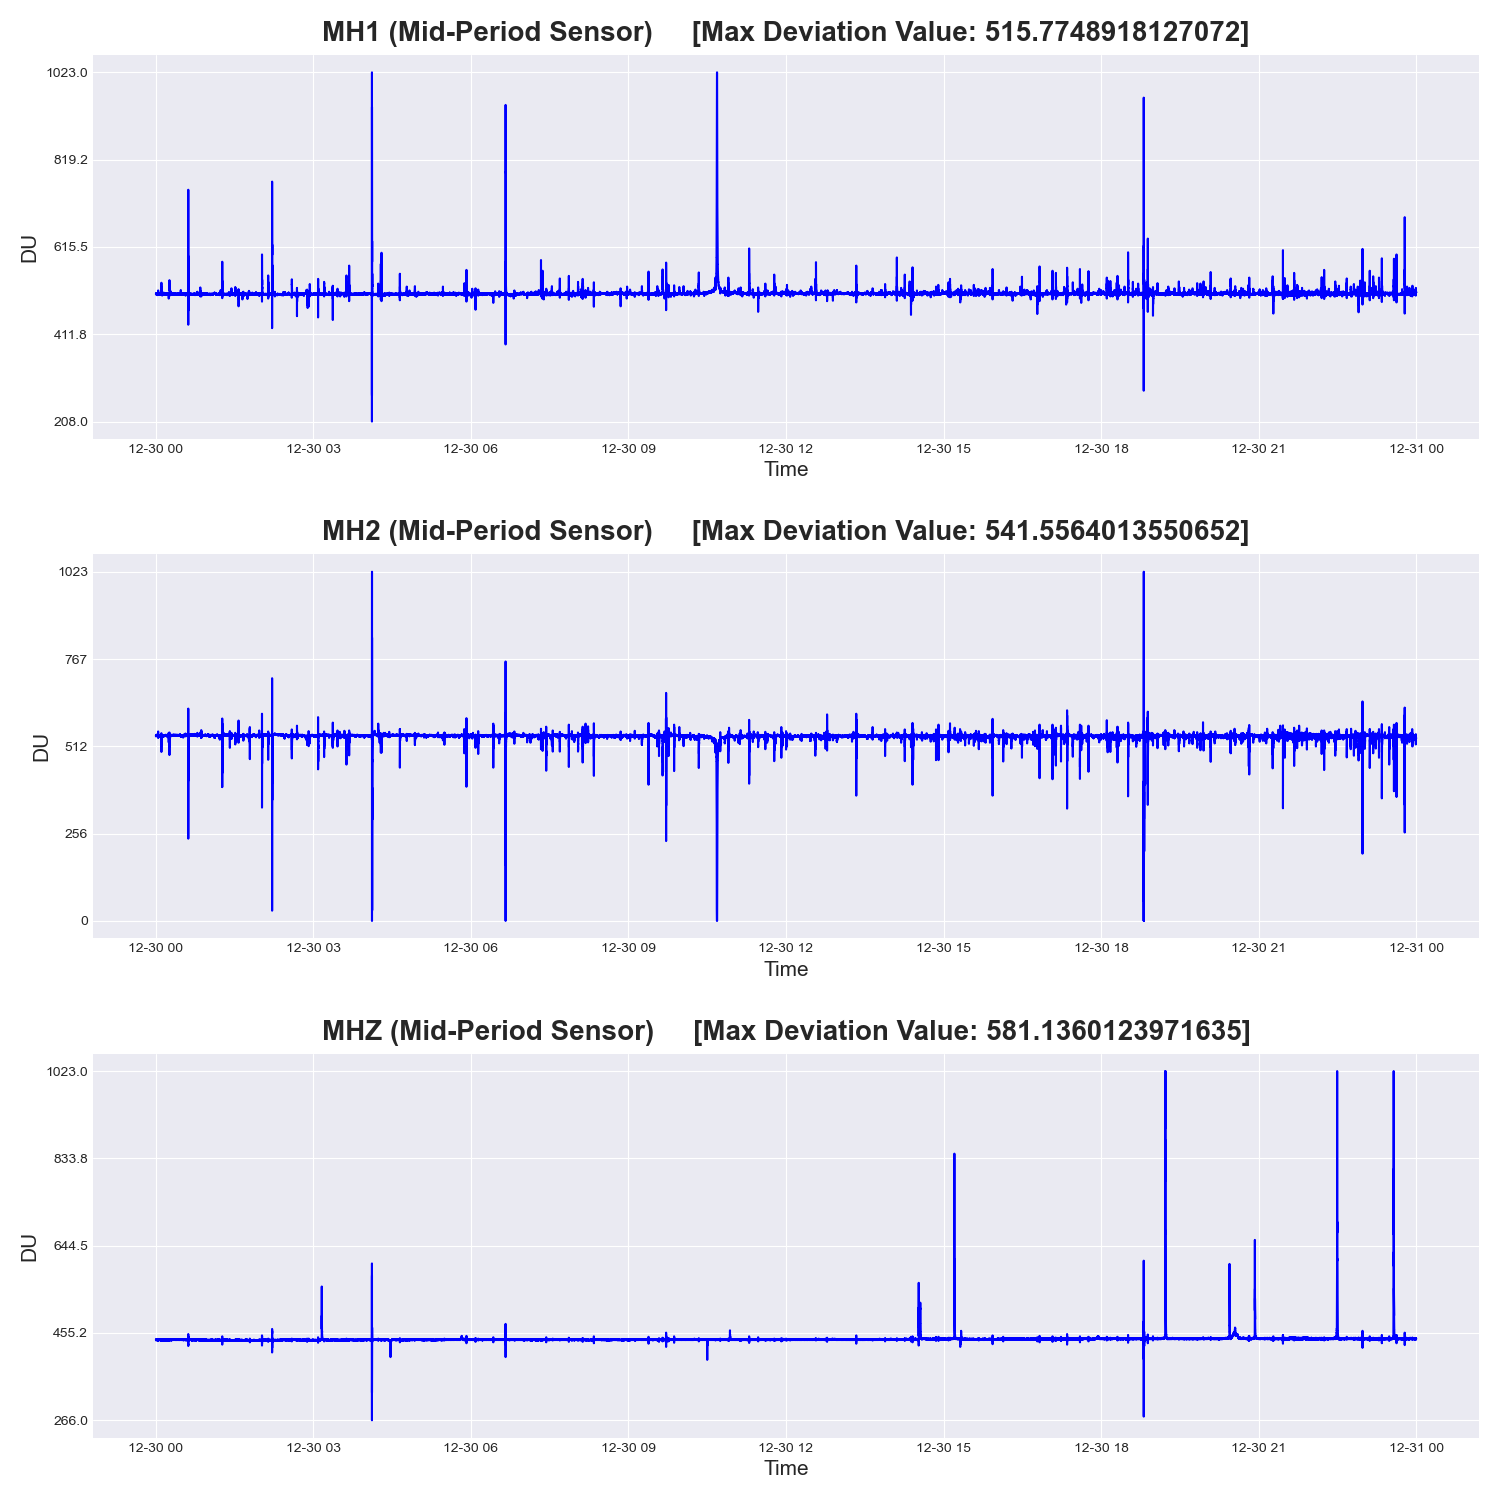 MH1 (Mid-Period Sensor) [Max Deviation Value: 515.7748918127072]
1023.0
819.2
615.5
411.8
208.0
DU
12-30 00 12-30 03 12-30 06 12-30 09 12-30 12 12-30 15 12-30 18 12-30 21 12-31 00
Time
MH2 (Mid-Period Sensor) [Max Deviation Value: 541.5564013550652]
1023
767
512
256
0
DU
12-30 00 12-30 03 12-30 06 12-30 09 12-30 12 12-30 15 12-30 18 12-30 21 12-31 00
Time
MHZ (Mid-Period Sensor) [Max Deviation Value: 581.1360123971635]
1023.0
833.8
644.5
455.2
266.0
DU
12-30 00 12-30 03 12-30 06 12-30 09 12-30 12 12-30 15 12-30 18 12-30 21 12-31 00
Time